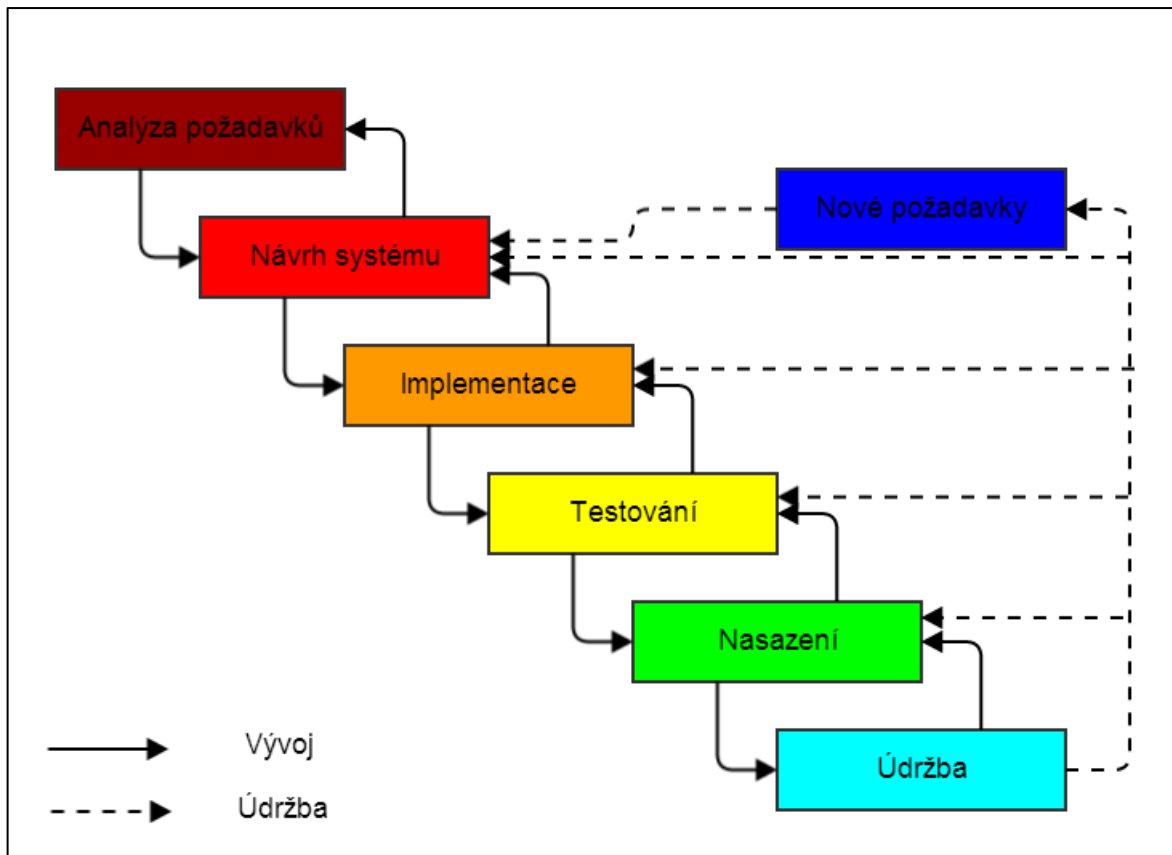 Analýza požadavků
Nové požadavky
Návrh systému
Implementace
Testování
Nasazení
Vývoj
Údržba
Údržba